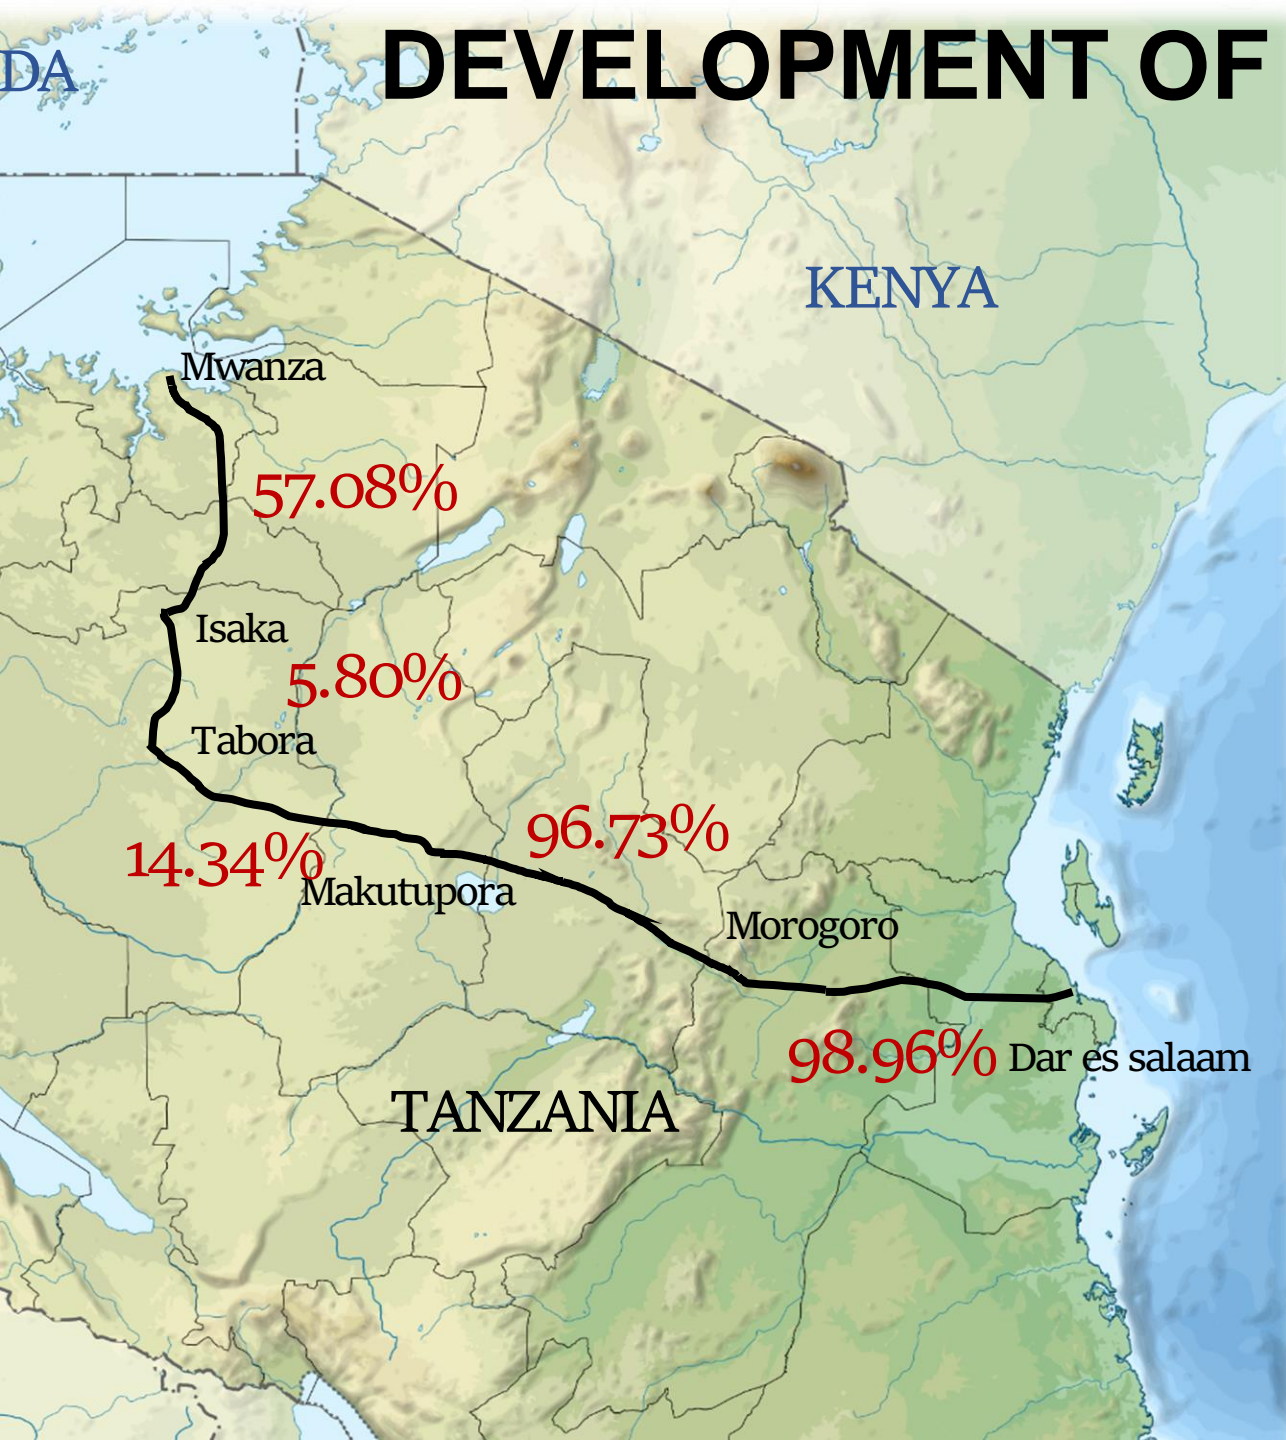 DEVELOPMENT OF
DA
KENYA
Mwanza
57.08%
Isaka
5.80%
Tabora
96.73%
14.34%
Makutupora
Morogoro
98.96%
Dar es salaam
TANZANIA